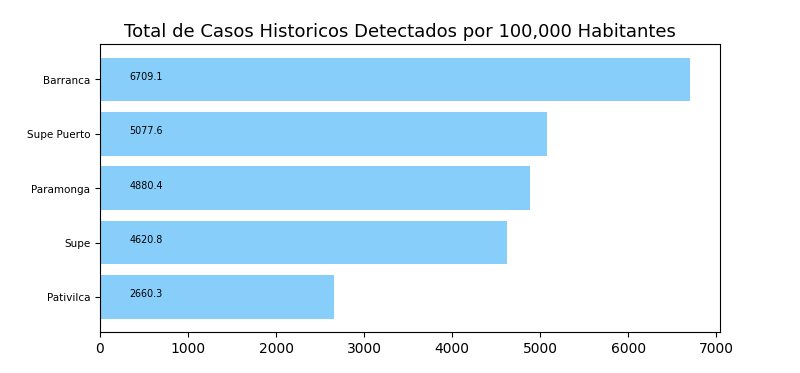 Total de Casos Historicos Detectados por 100,000 Habitantes
Barranca 6709.1
Supe Puerto 5077.6
Paramonga 4880.4
Supe 4620.8
Pativilca 2660.3
0 1000 2000 3000 4000 5000 6000 7000